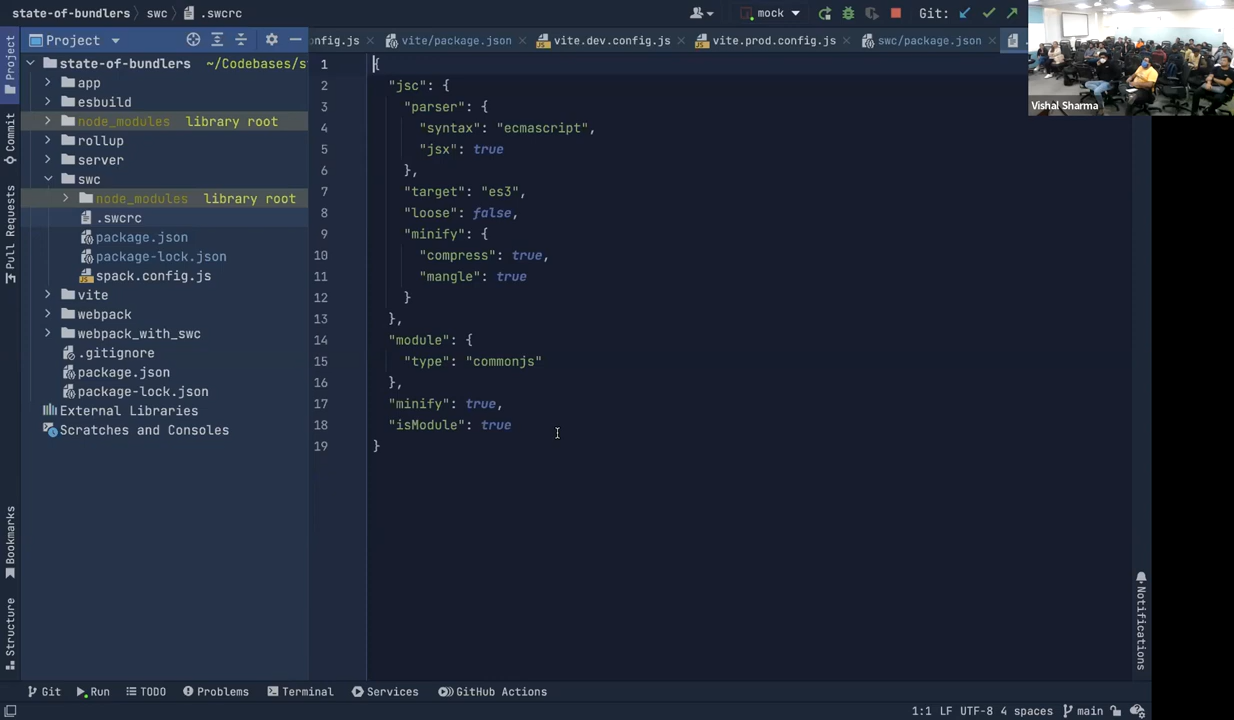 state-of-bundlers swc .swcrc
mock
Git:
Project
nfig.js
vite/package.json
vite.dev.config.js
vite.prod.config.js
swc/package.json
Vishal Sharma
Project
Commit
Pull Requests
Bookmarks
Structure
state-of-bundlers ~/Codebases/s
app
esbuild
node_modules library root
rollup
server
swc
node_modules library root
.swcrc
package.json
package-lock.json
spack.config.js
vite
webpack
webpack_with_swc
.gitignore
package.json
package-lock.json
External Libraries
Scratches and Consoles
1 {
2 "jsc": {
3 "parser": {
4 "syntax": "ecmascript",
5 "jsx": true
6 },
7 "target": "es3",
8 "loose": false,
9 "minify": {
10 "compress": true,
11 "mangle": true
12 }
13 },
14 "module": {
15 "type": "commonjs"
16 },
17 "minify": true,
18 "isModule": true
19 }
Notifications
Git Run TODO Problems Terminal Services GitHub Actions
1:1 LF UTF-8 4 spaces main